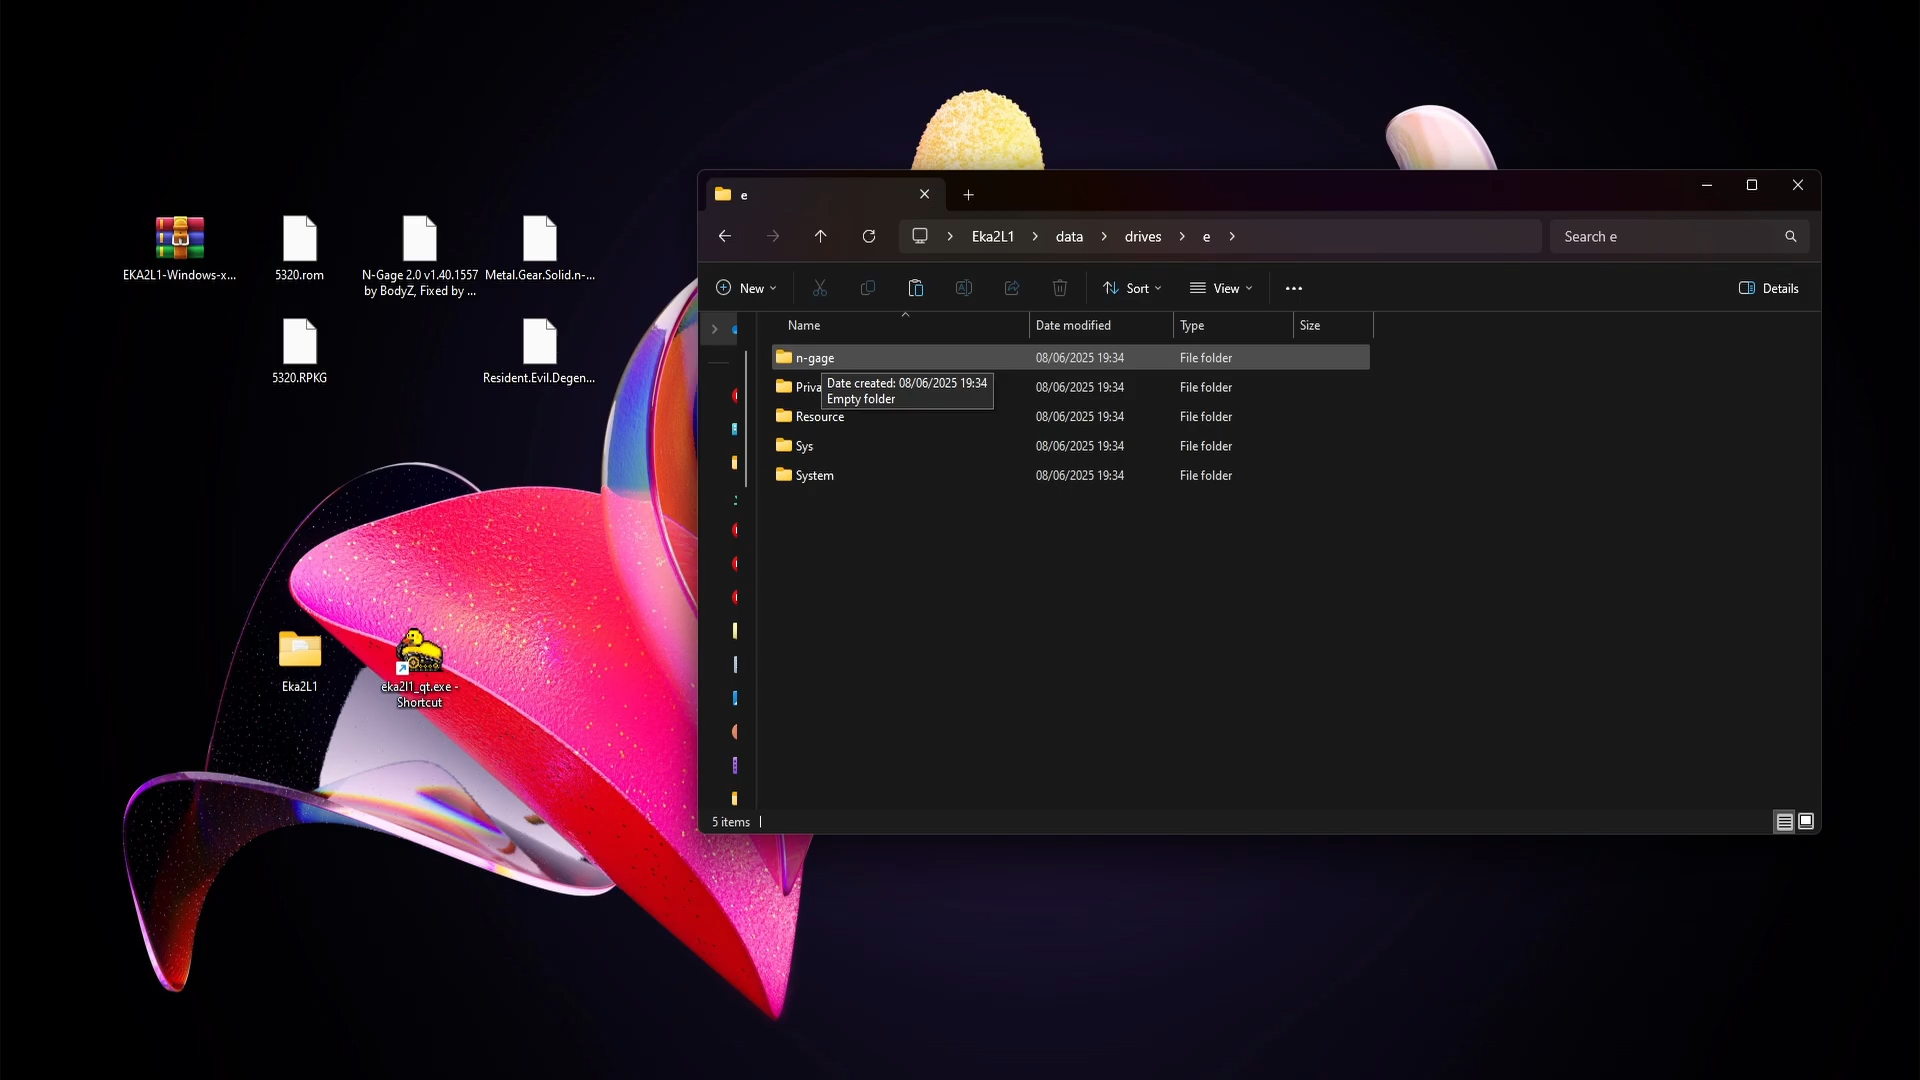 EKA2L1-Windows-x...
5320.rom
N-Gage 2.0 v1.40.1557
by BodyZ, Fixed by ...
Metal.Gear.Solid.n-...
5320.RPKG
Resident.Evil.Degen...
Eka2L1
eka2l1_qt.exe -
Shortcut
e
Eka2L1
data
drives
e
Search e
New
Sort
View
Details
Name
Date modified
Type
Size
n-gage
08/06/2025 19:34
File folder
Priva
08/06/2025 19:34
File folder
Date created: 08/06/2025 19:34
Empty folder
Resource
08/06/2025 19:34
File folder
Sys
08/06/2025 19:34
File folder
System
08/06/2025 19:34
File folder
5 items